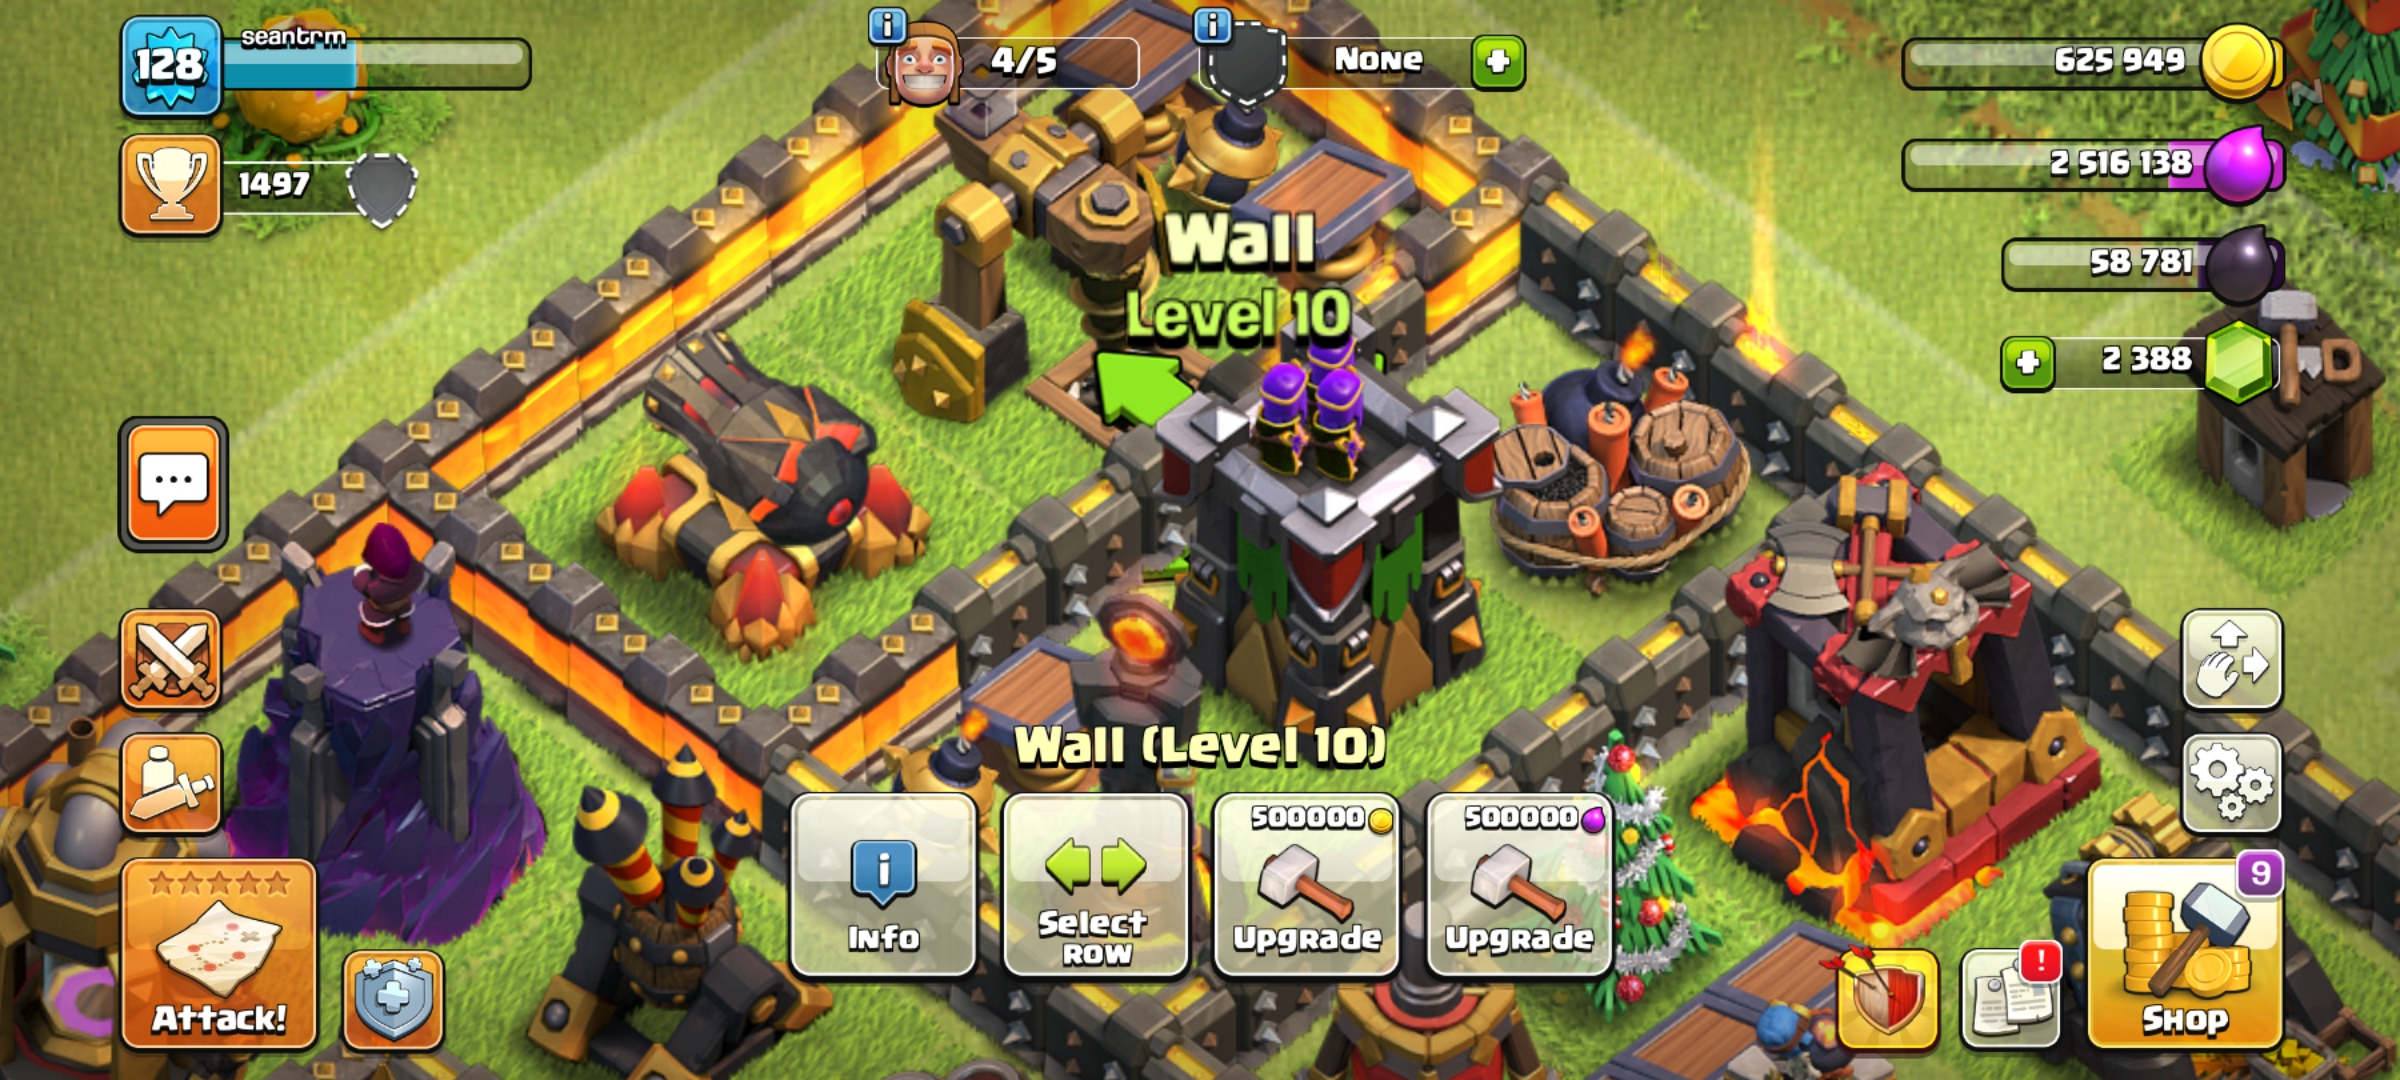 128
seantrm
4/5
None
625 949
1497
2 516 138
58 781
2 388
Wall
Level 10
Wall (Level 10)
Info
Select
Row
500000
Upgrade
500000
Upgrade
Attack!
9
!
Shop